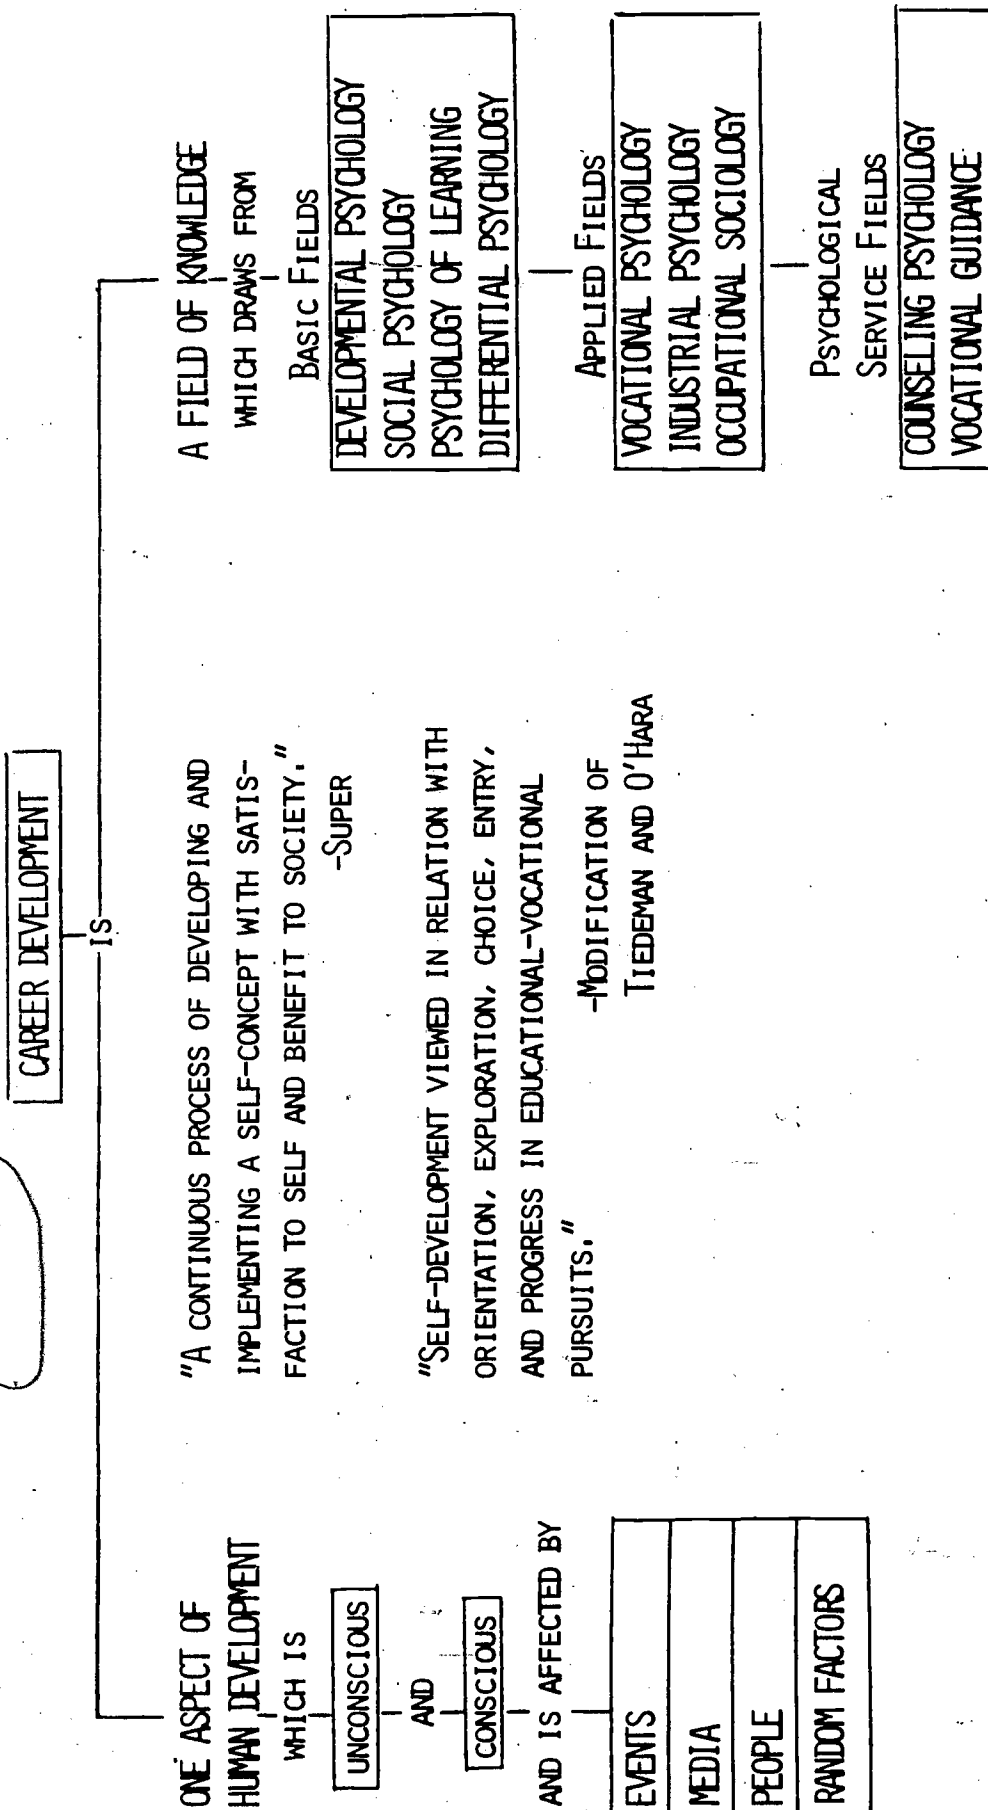 CAREER DEVELOPMENT
IS
ONE ASPECT OF
HUMAN DEVELOPMENT
WHICH IS
UNCONSCIOUS
AND
CONSCIOUS
AND IS AFFECTED BY
EVENTS
MEDIA
PEOPLE
RANDOM FACTORS
"A CONTINUOUS PROCESS OF DEVELOPING AND
IMPLEMENTING A SELF-CONCEPT WITH SATIS-
FACTION TO SELF AND BENEFIT TO SOCIETY."
-SUPER
"SELF-DEVELOPMENT VIEWED IN RELATION WITH
ORIENTATION, EXPLORATION, CHOICE, ENTRY,
AND PROGRESS IN EDUCATIONAL-VOCATIONAL
PURSUITS."
-MODIFICATION OF
TIEDEMAN AND O'HARA
A FIELD OF KNOWLEDGE
WHICH DRAWS FROM
BASIC FIELDS
DEVELOPMENTAL PSYCHOLOGY
SOCIAL PSYCHOLOGY
PSYCHOLOGY OF LEARNING
DIFFERENTIAL PSYCHOLOGY
APPLIED FIELDS
VOCATIONAL PSYCHOLOGY
INDUSTRIAL PSYCHOLOGY
OCCUPATIONAL SOCIOLOGY
PSYCHOLOGICAL
SERVICE FIELDS
COUNSELING PSYCHOLOGY
VOCATIONAL GUIDANCE